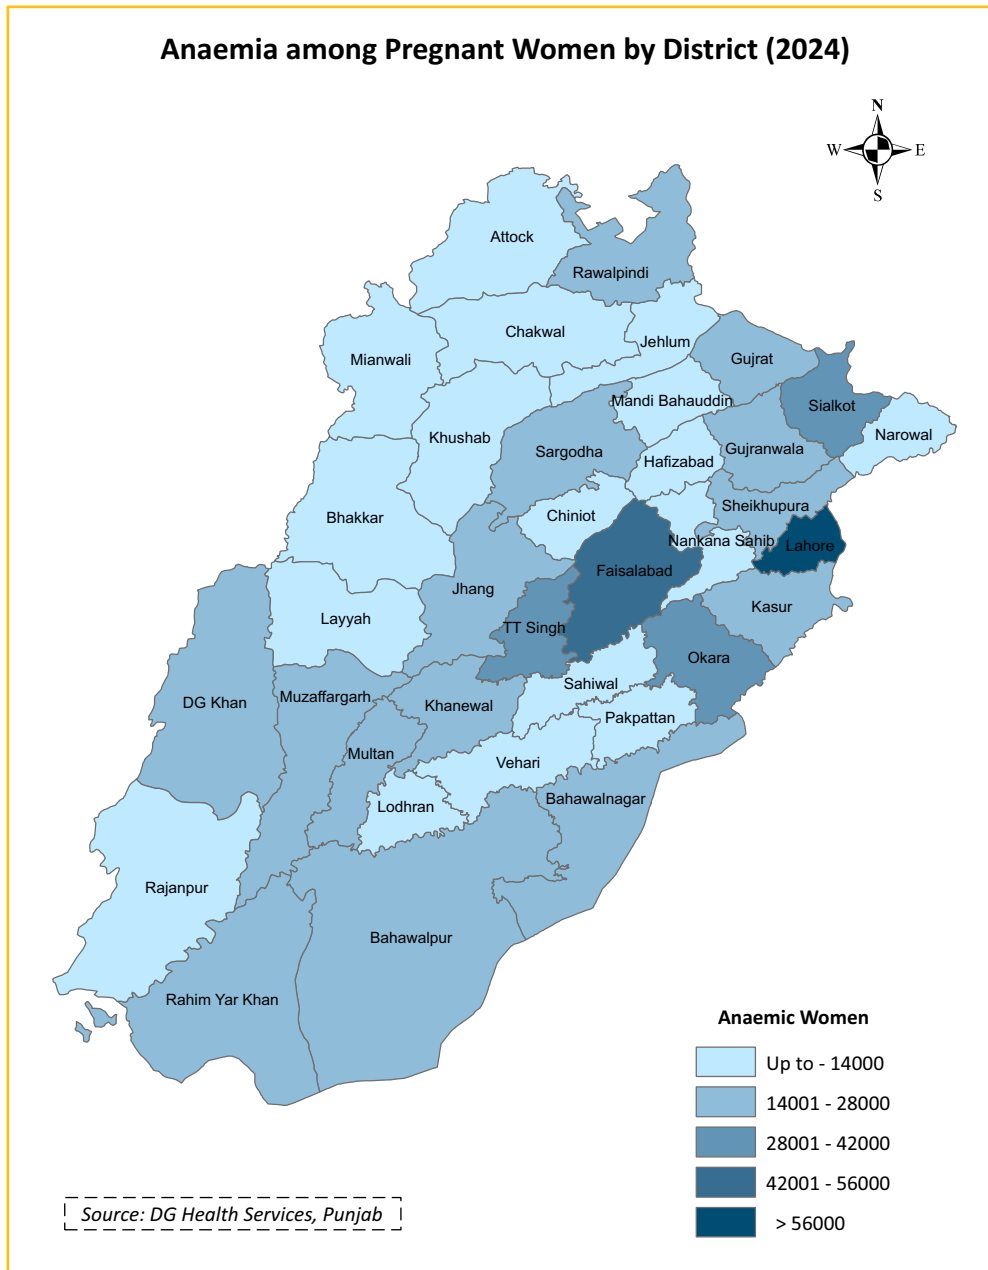 Anaemia among Pregnant Women by District (2024)
N
W E
S
Attock
Rawalpindi
Chakwal
Jehlum
Mianwali
Gujrat
Mandi Bahauddin
Sialkot
Khushab
Narowal
Sargodha
Gujranwala
Hafizabad
Sheikhupura
Bhakkar
Chiniot
Nankana Sahib
Lahore
Faisalabad
Jhang
Kasur
Layyah
TT Singh
Okara
Sahiwal
DG Khan
Muzaffargarh
Khanewal
Pakpattan
Multan
Vehari
Lodhran
Bahawalnagar
Rajanpur
Bahawalpur
Rahim Yar Khan
Anaemic Women
Up to - 14000
14001 - 28000
28001 - 42000
42001 - 56000
> 56000
Source: DG Health Services, Punjab